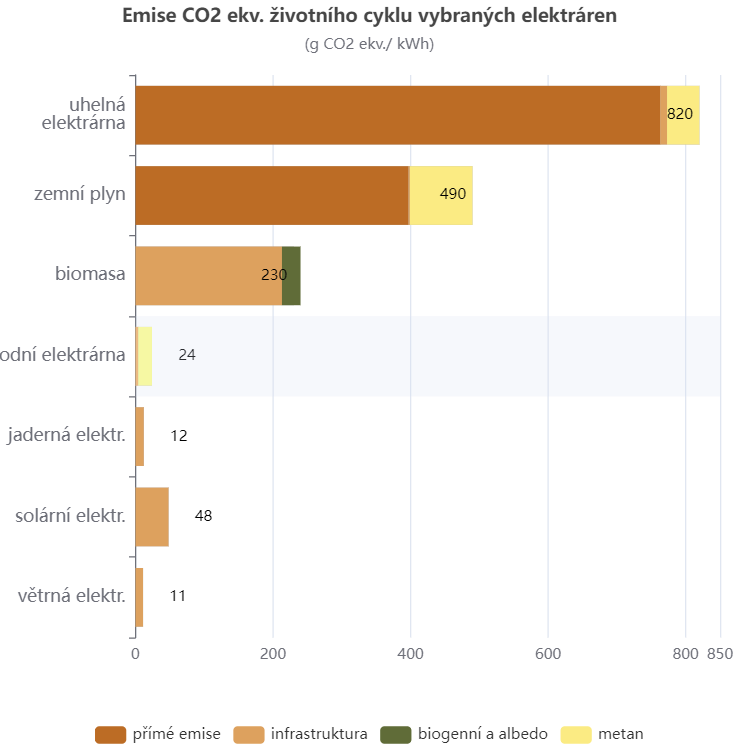 Emise CO2 ekv. životního cyklu vybraných elektráren
(g CO2 ekv./ kWh)
uhelná
elektrárna
820
zemní plyn
490
biomasa
230
odní elektrárna
24
jaderná elektr.
12
solární elektr.
48
větrná elektr.
11
0 200 400 600 800 850
přímé emise infrastruktura biogenní a albedo metan